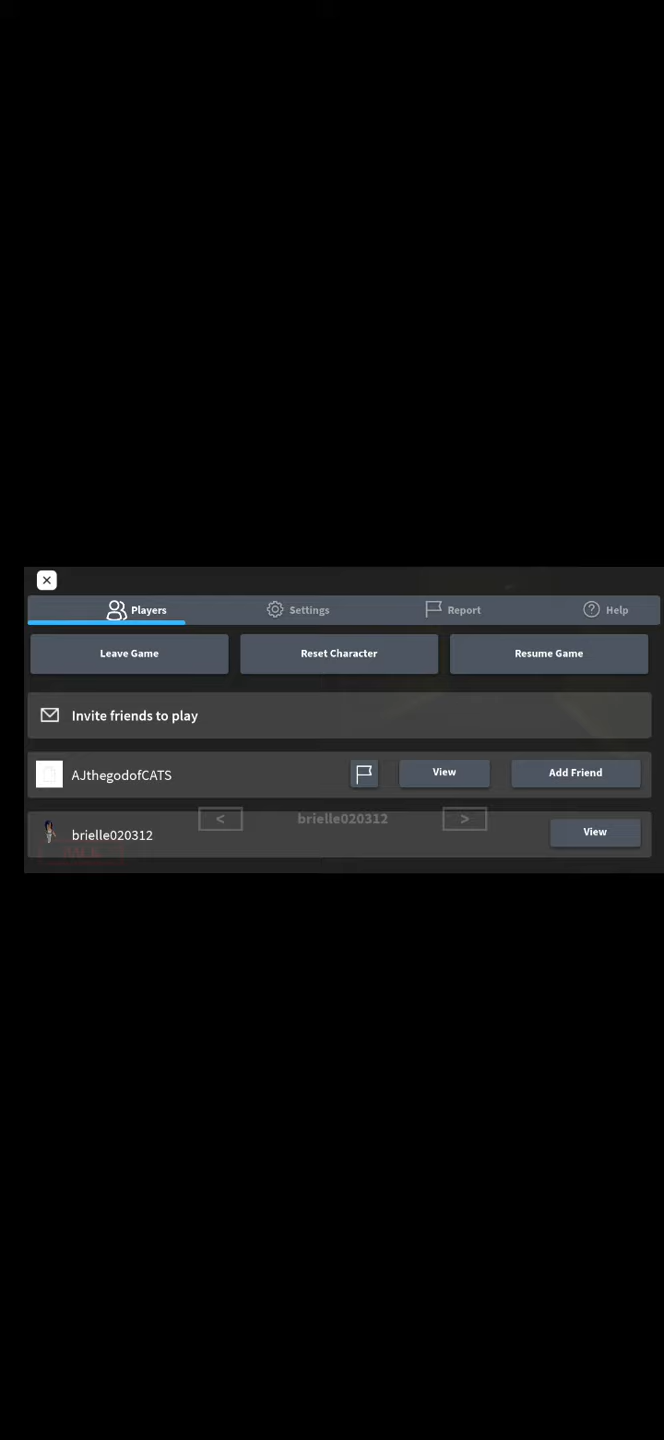 Players
Settings
Report
Help
Leave Game
Reset Character
Resume Game
Invite friends to play
AJthegodofCATS
View
Add Friend
<
brielle020312
>
brielle020312
View